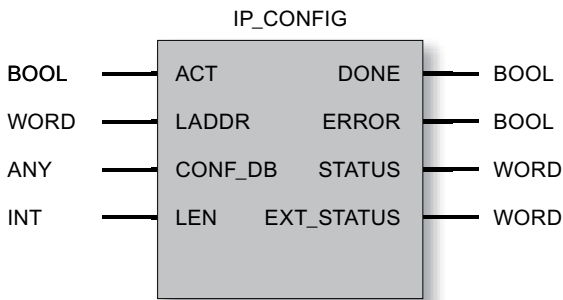 IP_CONFIG
BOOL ACT DONE BOOL
WORD LADDR ERROR BOOL
ANY CONF_DB STATUS WORD
INT LEN EXT_STATUS WORD